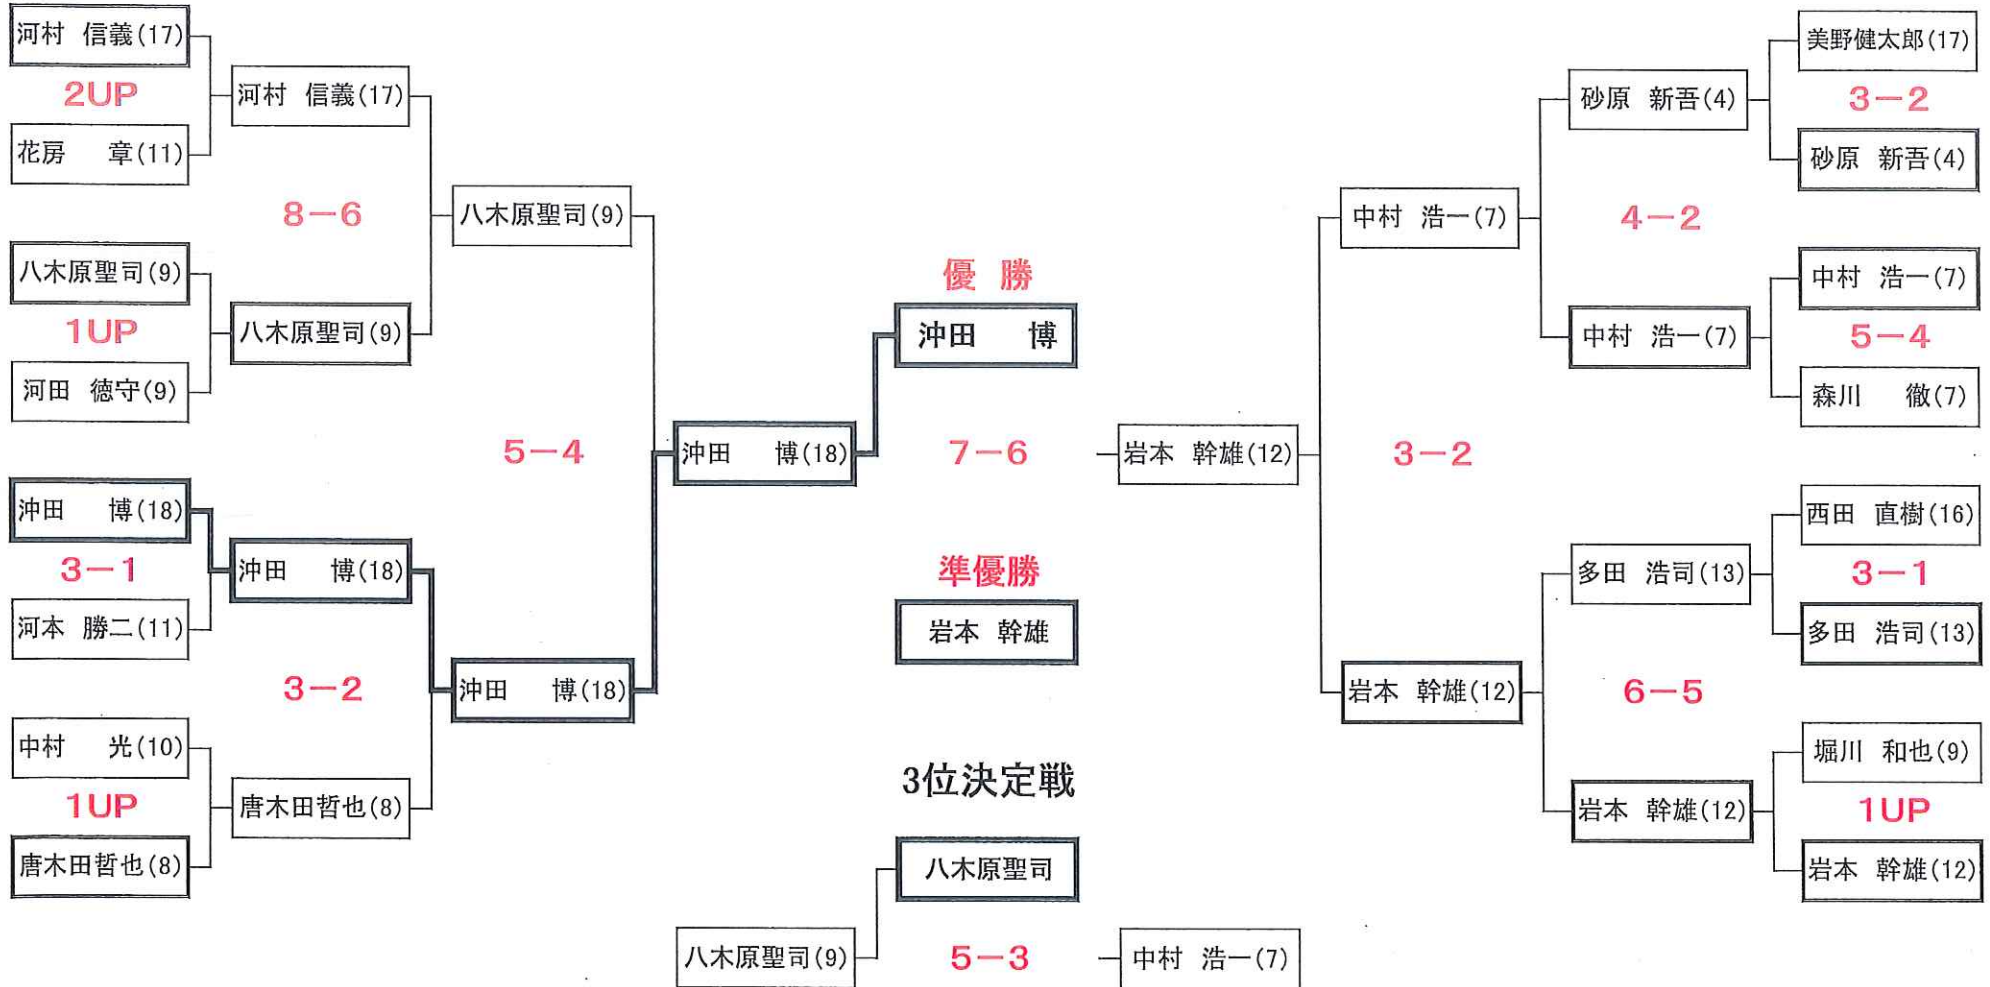 河村 信義(17)
2UP
花房 章(11)
河村 信義(17)
8－6
八木原聖司(9)
1UP
河田 徳守(9)
八木原聖司(9)
八木原聖司(9)
5－4
沖田 博(18)
3－1
河本 勝二(11)
沖田 博(18)
3－2
中村 光(10)
1UP
唐木田哲也(8)
唐木田哲也(8)
沖田 博(18)
沖田 博(18)
優 勝
沖田 博
7－6
準優勝
岩本 幹雄
3位決定戦
八木原聖司
八木原聖司(9)
5－3
中村 浩一(7)
岩本 幹雄(12)
中村 浩一(7)
3－2
岩本 幹雄(12)
砂原 新吾(4)
4－2
中村 浩一(7)
多田 浩司(13)
6－5
岩本 幹雄(12)
美野健太郎(17)
3－2
砂原 新吾(4)
中村 浩一(7)
5－4
森川 徹(7)
西田 直樹(16)
3－1
多田 浩司(13)
堀川 和也(9)
1UP
岩本 幹雄(12)